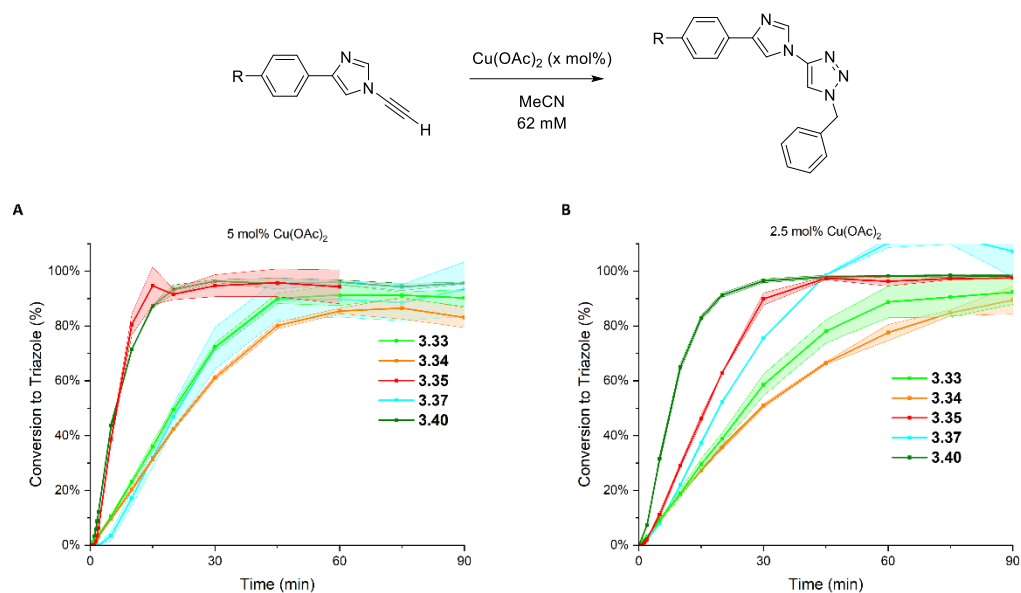 R
N
N
H
Cu(OAc)₂ (x mol%)
MeCN
62 mM
R
N
N
N
N
N
A
5 mol% Cu(OAc)₂
Conversion to Triazole (%)
100%
80%
60%
40%
20%
0%
0
30
60
90
Time (min)
3.33
3.34
3.35
3.37
3.40
B
2.5 mol% Cu(OAc)₂
Conversion to Triazole (%)
100%
80%
60%
40%
20%
0%
0
30
60
90
Time (min)
3.33
3.34
3.35
3.37
3.40